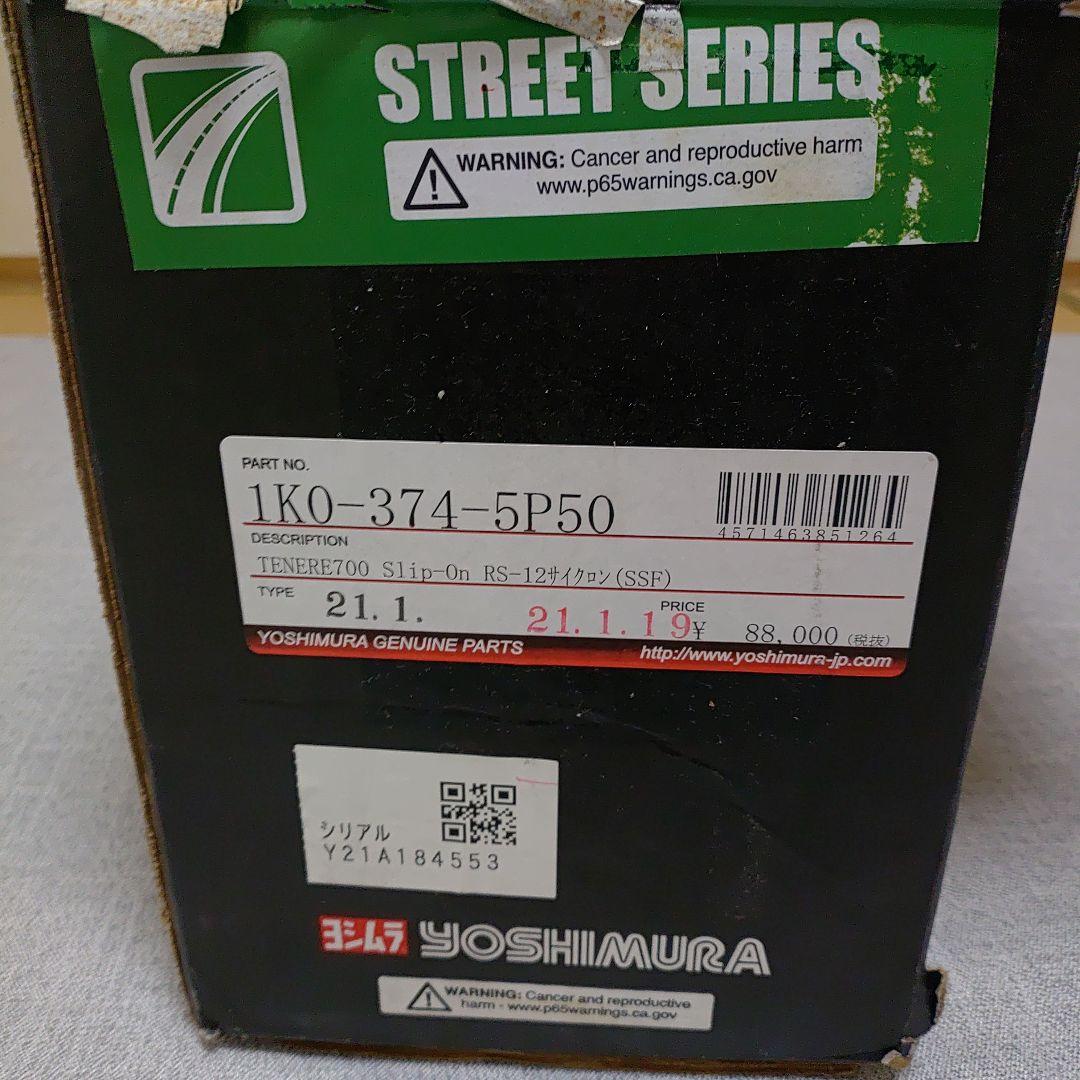 STREET SERIES
WARNING: Cancer and reproductive harm
www.p65warnings.ca.gov
PART NO.
1K0-374-5P50
4571463851264
DESCRIPTION
TENERE700 Slip-On RS-12ｻｲｸﾛﾝ(SSF)
TYPE
21.1.
21.1.19
PRICE
¥ 88,000 (税抜)
YOSHIMURA GENUINE PARTS
http://www.yoshimura-jp.com
シリアル
Y21A184553
ヨシムラ YOSHIMURA
WARNING: Cancer and reproductive
harm - www.p65warnings.ca.gov